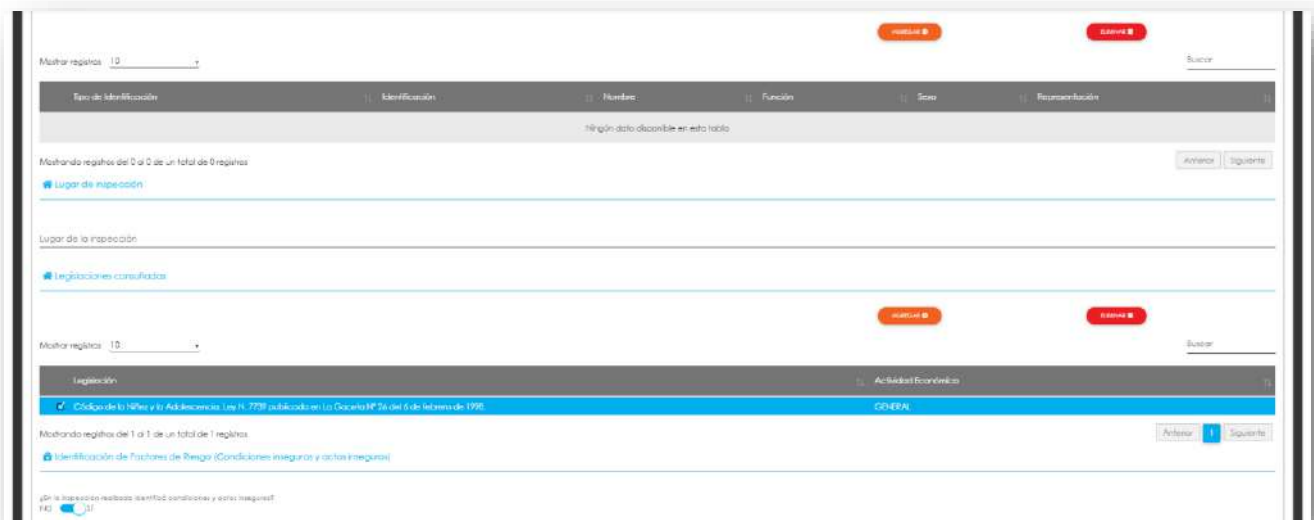 AGREGAR ELIMINAR
Mostrar registros 10 Buscar
Tipo de Identificación Identificación Nombre Función Sexo Representación
Ningún dato disponible en esta tabla
Mostrando registros del 0 al 0 de un total de 0 registros Anterior Siguiente
Lugar de inspección
Lugar de la inspección
Legislaciones consultadas
AGREGAR ELIMINAR
Mostrar registros 10 Buscar
Legislación Actividad Económica
Código de la Niñez y la Adolescencia. Ley N. 7739 publicado en La Gaceta Nº 26 del 6 de febrero de 1998. GENERAL
Mostrando registros del 1 al 1 de un total de 1 registros Anterior 1 Siguiente
Identificación de Factores de Riesgo (Condiciones inseguras y actos inseguros)
¿En la inspección realizada identificó condiciones y actos inseguros?
NO SÍ